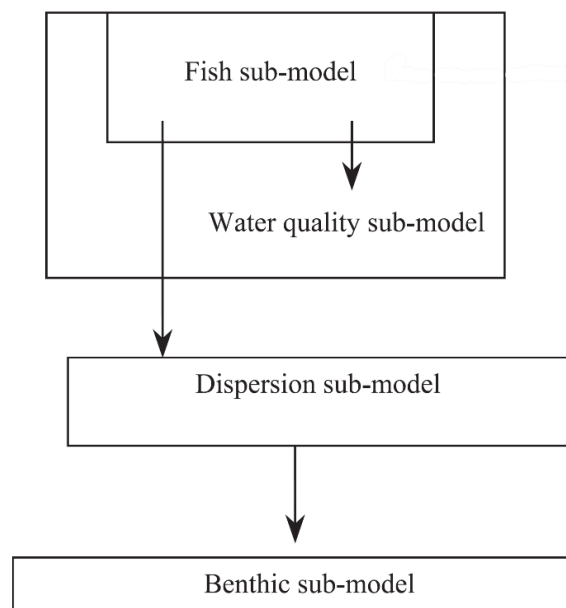 Fish sub-model
Water quality sub-model
Dispersion sub-model
Benthic sub-model